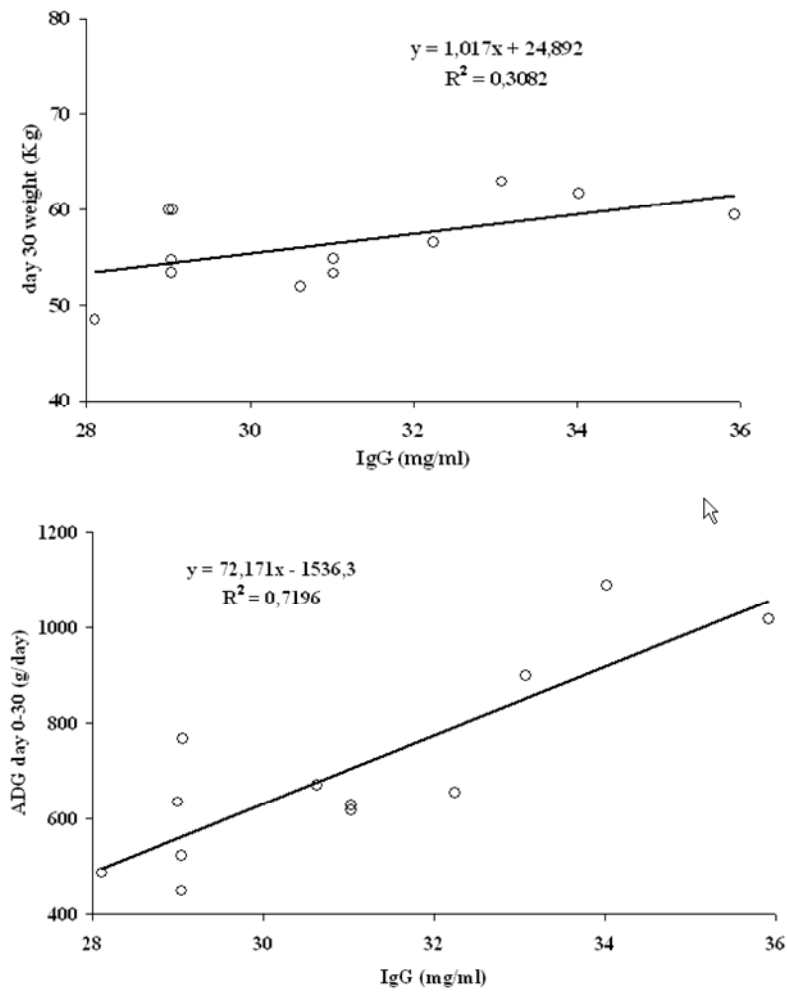 80
y = 1,017x + 24,892
R² = 0,3082
70
day 30 weight (Kg)
60
50
40
28 30 32 34 36
IgG (mg/ml)
1200
y = 72,171x - 1536,3
R² = 0,7196
1000
ADG day 0-30 (g/day)
800
600
400
28 30 32 34 36
IgG (mg/ml)